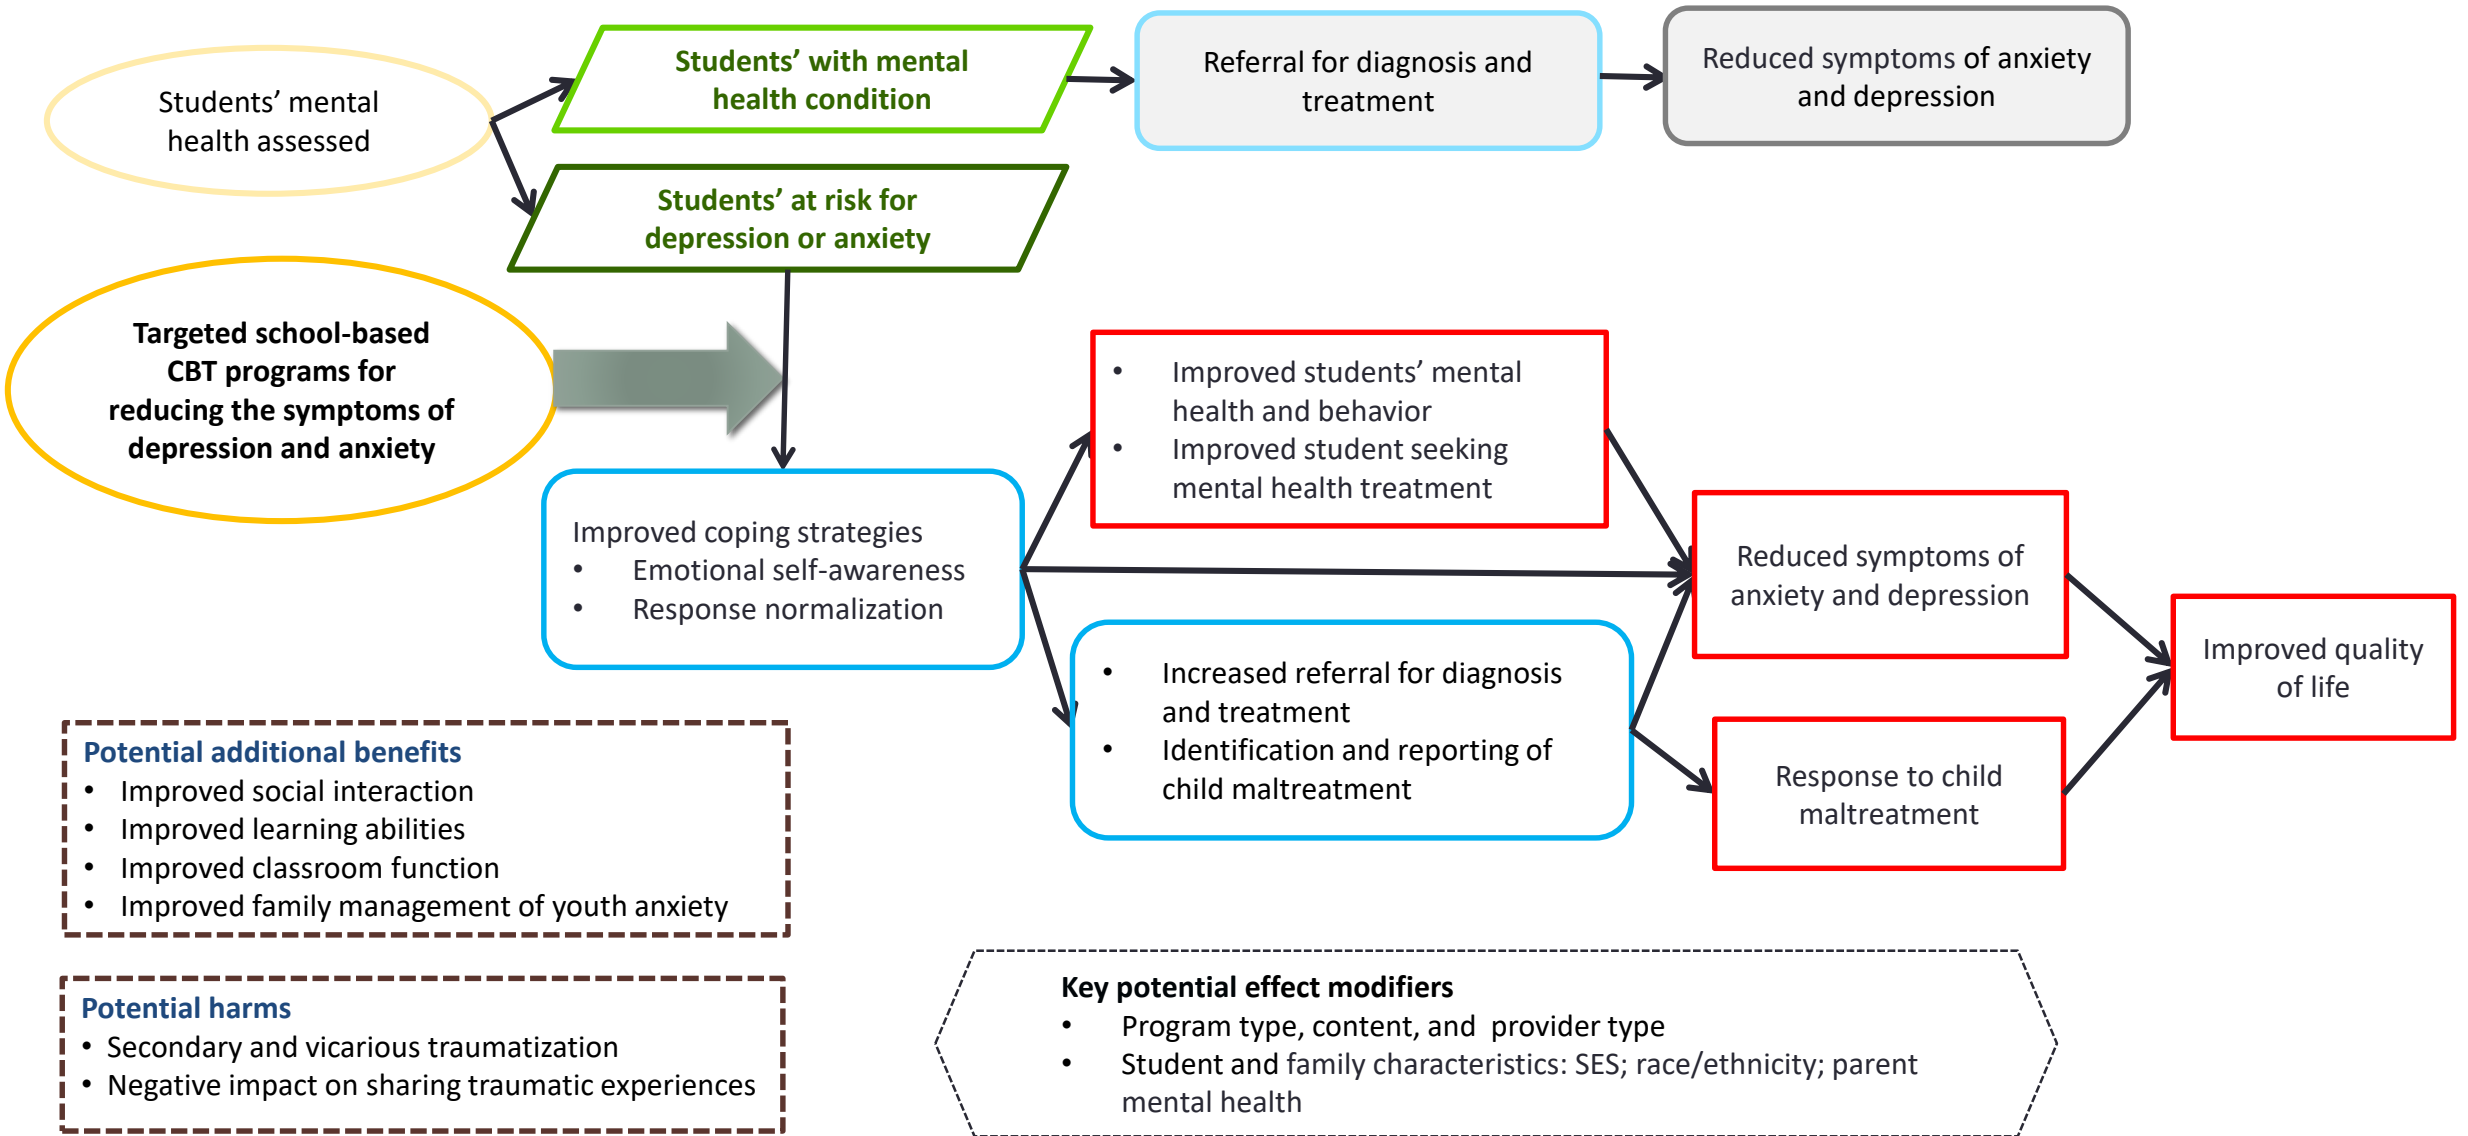 Students’ mental
health assessed
Students’ with mental
health condition
Referral for diagnosis and
treatment
Reduced symptoms of anxiety
and depression
Students’ at risk for
depression or anxiety
Targeted school-based
CBT programs for
reducing the symptoms of
depression and anxiety
• Improved students’ mental
health and behavior
• Improved student seeking
mental health treatment
Improved coping strategies
• Emotional self-awareness
• Response normalization
Reduced symptoms of
anxiety and depression
Improved quality
of life
• Increased referral for diagnosis
and treatment
• Identification and reporting of
child maltreatment
Response to child
maltreatment
Potential additional benefits
• Improved social interaction
• Improved learning abilities
• Improved classroom function
• Improved family management of youth anxiety
Potential harms
• Secondary and vicarious traumatization
• Negative impact on sharing traumatic experiences
Key potential effect modifiers
• Program type, content, and provider type
• Student and family characteristics: SES; race/ethnicity; parent
mental health